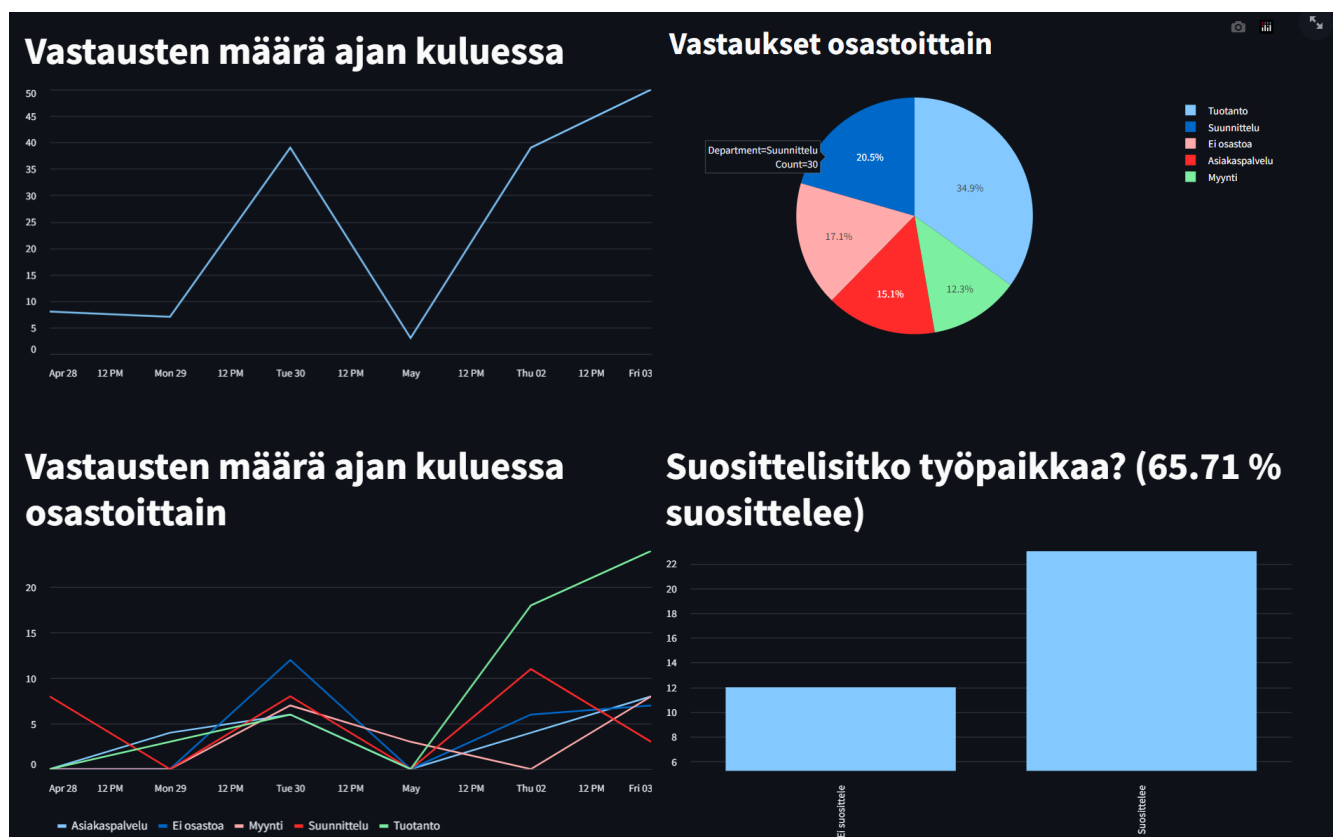 Vastausten määrä ajan kuluessa
50
45
40
35
30
25
20
15
10
5
0
Apr 28 12 PM Mon 29 12 PM Tue 30 12 PM May 12 PM Thu 02 12 PM Fri 03
Vastaukset osastoittain
Tuotanto
Suunnittelu
Ei osastoa
Asiakaspalvelu
Myynti
Department=Suunnittelu
Count=30
20.5%
34.9%
17.1%
15.1%
12.3%
Vastausten määrä ajan kuluessa
osastoittain
20
15
10
5
0
Apr 28 12 PM Mon 29 12 PM Tue 30 12 PM May 12 PM Thu 02 12 PM Fri 03
Asiakaspalvelu Ei osastoa Myynti Suunnittelu Tuotanto
Suosittelisitko työpaikkaa? (65.71 %
suosittelee)
22
20
18
16
14
12
10
8
6
Ei suosittele
Suosittelee